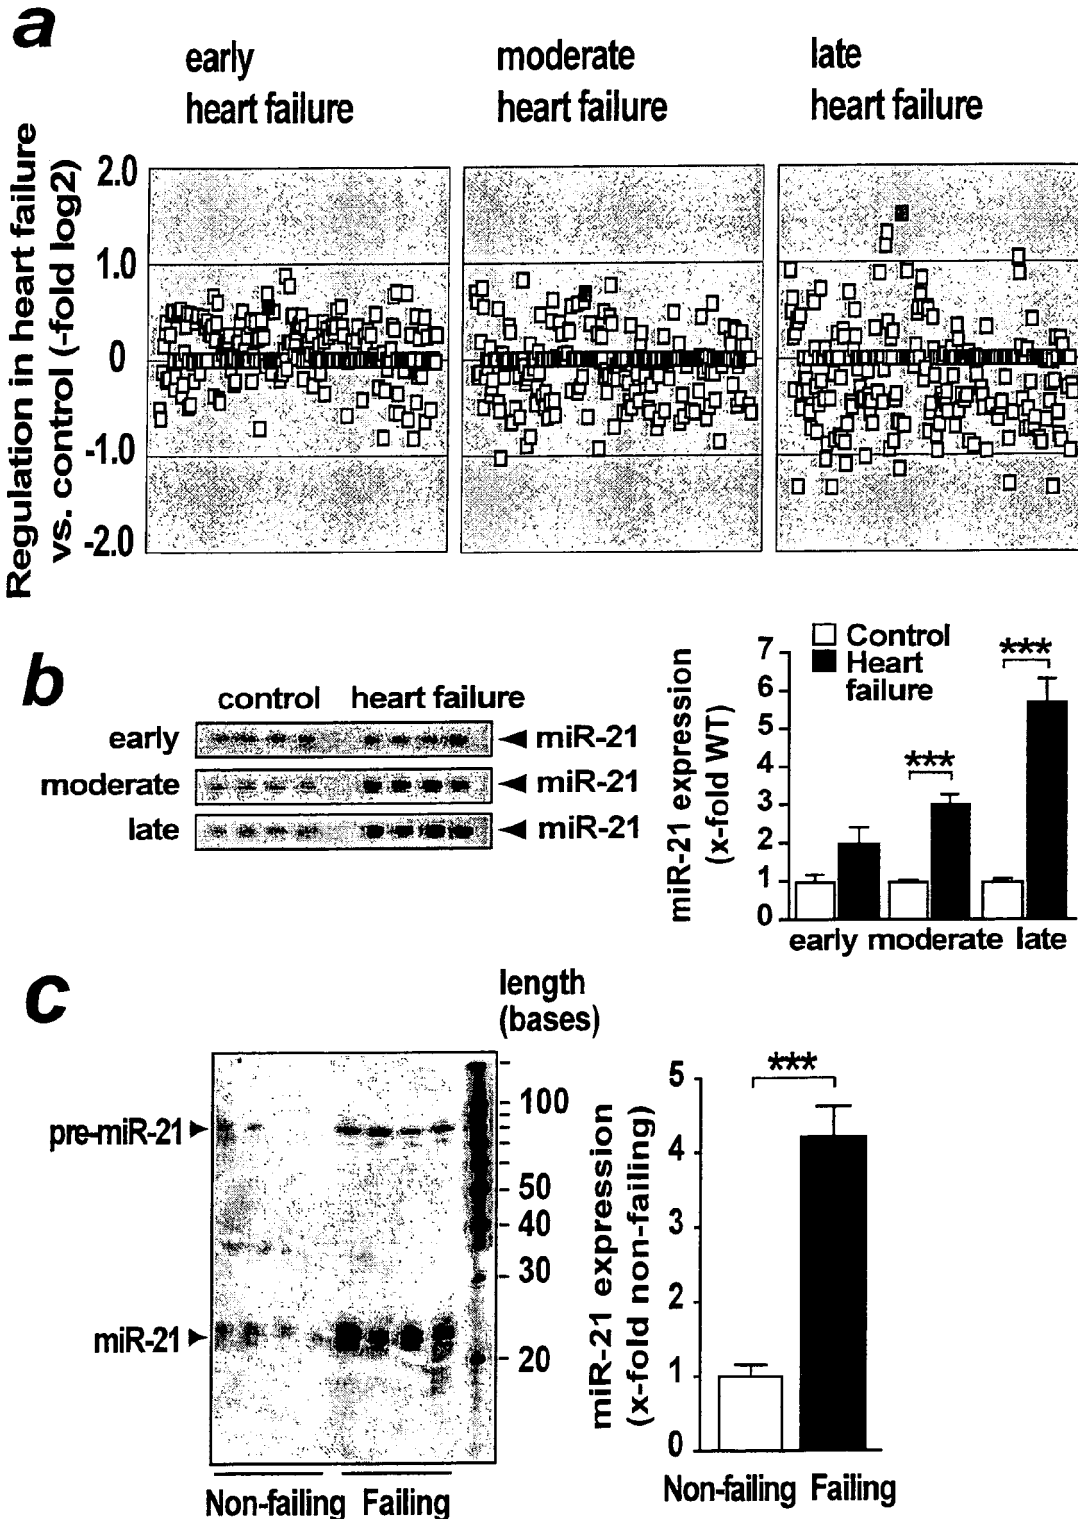 a
early
heart failure
moderate
heart failure
late
heart failure
Regulation in heart failure
vs. control (-fold log2)
2.0
1.0
0
-1.0
-2.0
b
control heart failure
early miR-21
moderate miR-21
late miR-21
miR-21 expression
(x-fold WT)
7
6
5
4
3
2
1
0
Control
Heart
failure
***
***
early moderate late
c
length
(bases)
pre-miR-21
miR-21
100
50
40
30
20
Non-failing Failing
miR-21 expression
(x-fold non-failing)
5
4
3
2
1
0
***
Non-failing Failing